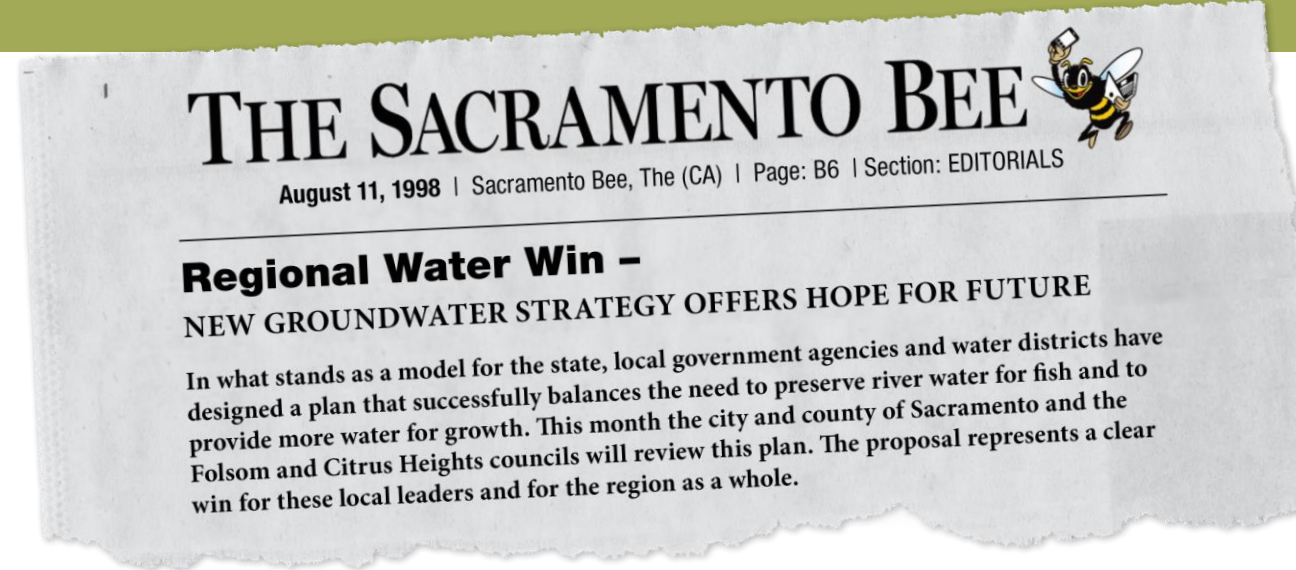 THE SACRAMENTO BEE
August 11, 1998 | Sacramento Bee, The (CA) | Page: B6 | Section: EDITORIALS
Regional Water Win –
NEW GROUNDWATER STRATEGY OFFERS HOPE FOR FUTURE
In what stands as a model for the state, local government agencies and water districts have
designed a plan that successfully balances the need to preserve river water for fish and to
provide more water for growth. This month the city and county of Sacramento and the
Folsom and Citrus Heights councils will review this plan. The proposal represents a clear
win for these local leaders and for the region as a whole.